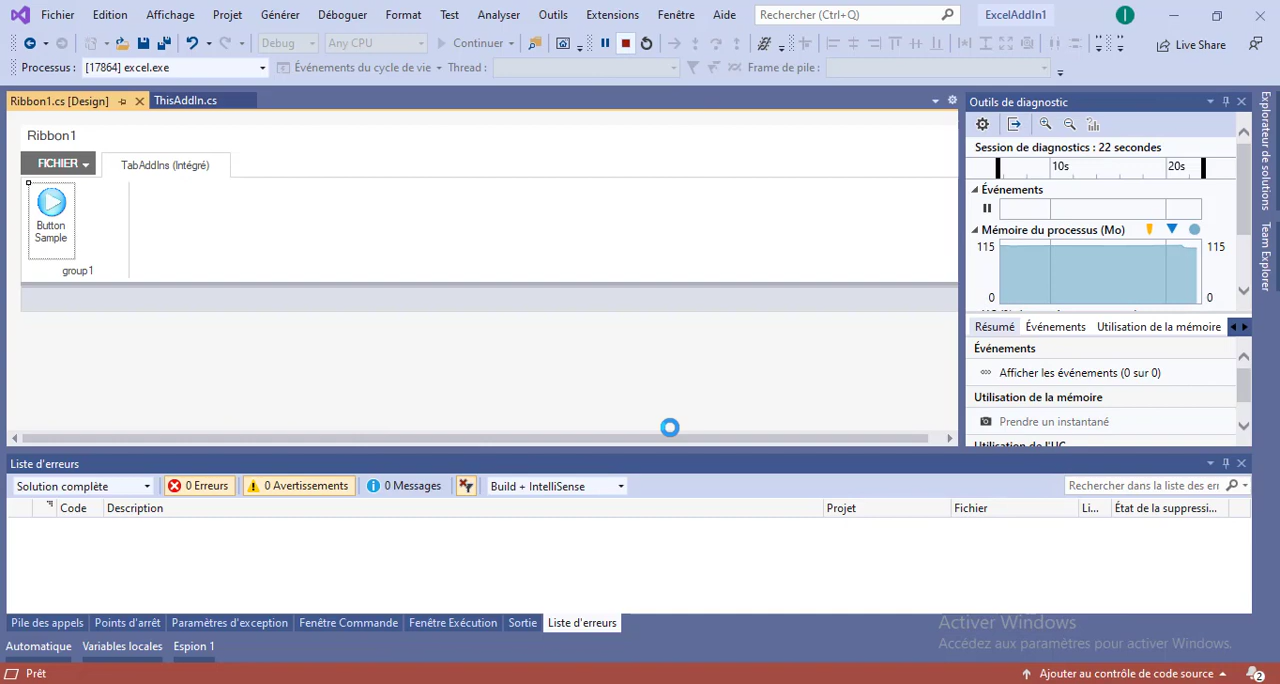 Fichier Edition Affichage Projet Générer Déboguer Format Test Analyser Outils Extensions Fenêtre Aide Rechercher (Ctrl+Q) ExcelAddIn1 I
Debug Any CPU Continuer Live Share
Processus : [17864] excel.exe Événements du cycle de vie Thread : Frame de pile :
Ribbon1.cs [Design] ThisAddIn.cs
Outils de diagnostic
Explorateur de solutions
Team Explorer
Ribbon1
FICHIER TabAddIns (Intégré)
Button
Sample
group1
Session de diagnostics : 22 secondes
10s 20s
Événements
Mémoire du processus (Mo)
115 115
0 0
Résumé Événements Utilisation de la mémoire
Événements
Afficher les événements (0 sur 0)
Utilisation de la mémoire
Prendre un instantané
Utilisation de l'UC
Liste d'erreurs
Solution complète 0 Erreurs 0 Avertissements 0 Messages Build + IntelliSense Rechercher dans la liste des err
Code Description Projet Fichier Li... État de la suppressi...
Pile des appels Points d'arrêt Paramètres d'exception Fenêtre Commande Fenêtre Exécution Sortie Liste d'erreurs
Activer Windows
Accédez aux paramètres pour activer Windows.
Automatique Variables locales Espion 1
Prêt Ajouter au contrôle de code source 2